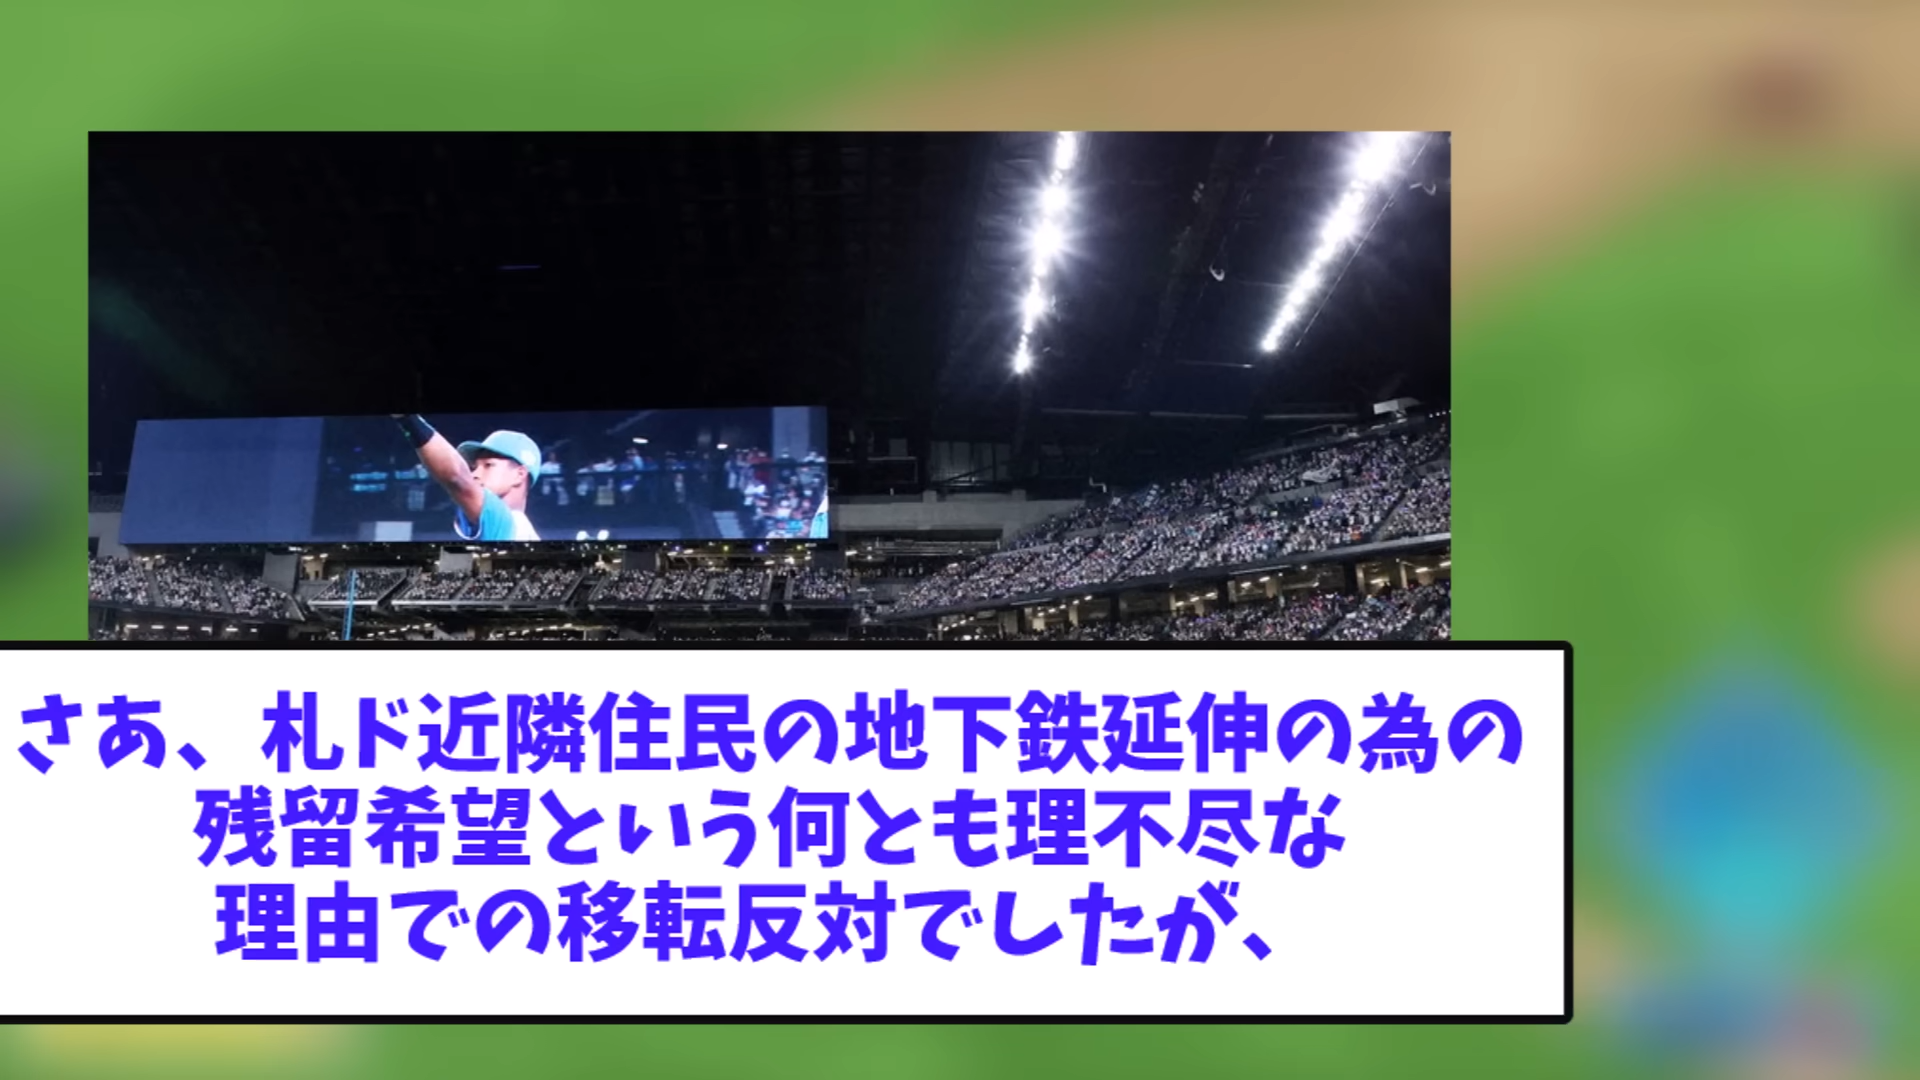 さあ、札ド近隣住民の地下鉄延伸の為の
残留希望という何とも理不尽な
理由での移転反対でしたが、